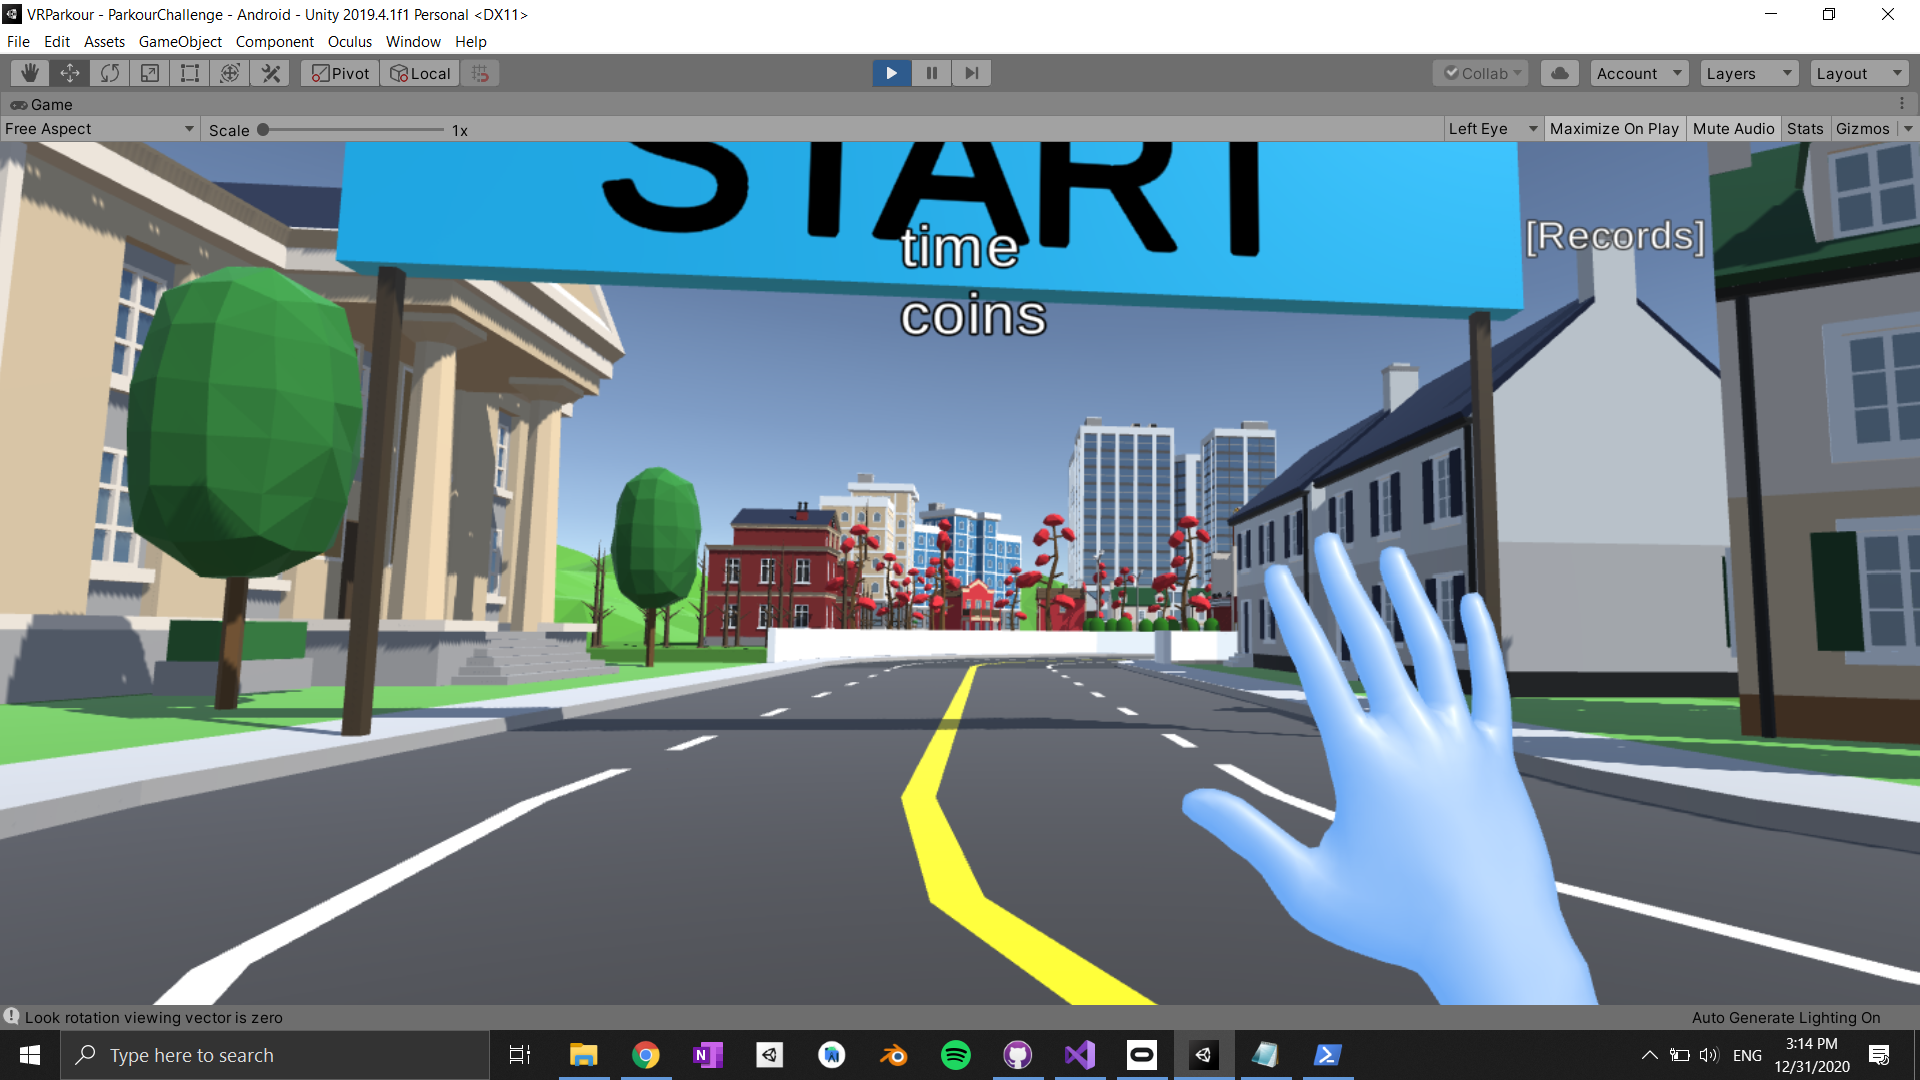 VRParkour - ParkourChallenge - Android - Unity 2019.4.1f1 Personal <DX11>
File Edit Assets GameObject Component Oculus Window Help
Pivot Local Collab Account Layers Layout
Game
Free Aspect Scale 1x Left Eye Maximize On Play Mute Audio Stats Gizmos
START
[Records]
time
coins
Look rotation viewing vector is zero Auto Generate Lighting On
Type here to search
N
ENG
3:14 PM
12/31/2020